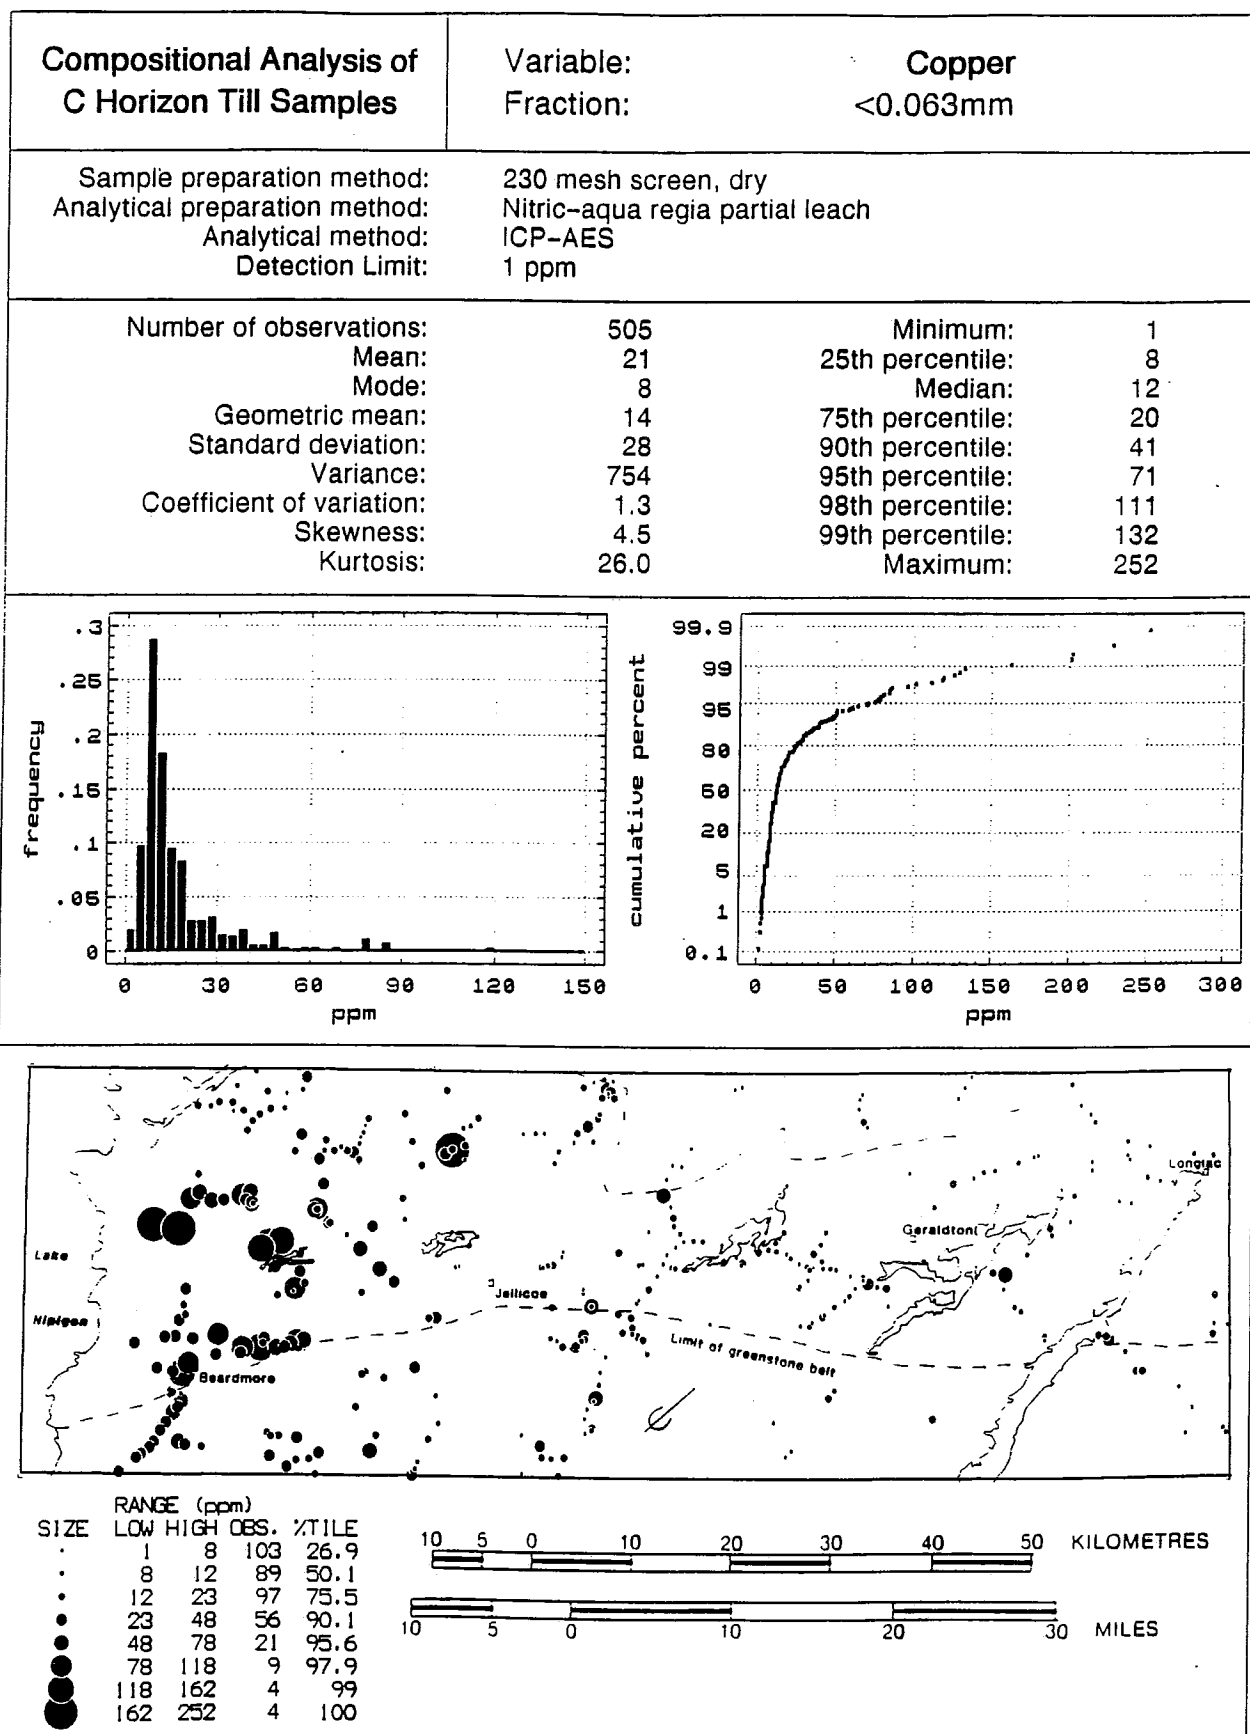 Compositional Analysis of
C Horizon Till Samples
Variable: Copper
Fraction: <0.063mm
Sample preparation method: 230 mesh screen, dry
Analytical preparation method: Nitric-aqua regia partial leach
Analytical method: ICP-AES
Detection Limit: 1 ppm
Number of observations: 505 Minimum: 1
Mean: 21 25th percentile: 8
Mode: 8 Median: 12
Geometric mean: 14 75th percentile: 20
Standard deviation: 28 90th percentile: 41
Variance: 754 95th percentile: 71
Coefficient of variation: 1.3 98th percentile: 111
Skewness: 4.5 99th percentile: 132
Kurtosis: 26.0 Maximum: 252
frequency
.3
.25
.2
.15
.1
.05
0
0 30 60 90 120 150
ppm
cumulative percent
99.9
99
95
80
50
20
5
1
0.1
0 50 100 150 200 250 300
ppm
Longlac
Geraldton
Lake
Nipigon
Jellicoe
Limit of greenstone belt
Beardmore
RANGE (ppm)
SIZE LOW HIGH OBS. %TILE
1 8 103 26.9
8 12 89 50.1
12 23 97 75.5
23 48 56 90.1
48 78 21 95.6
78 118 9 97.9
118 162 4 99
162 252 4 100
10 5 0 10 20 30 40 50 KILOMETRES
10 5 0 10 20 30 MILES